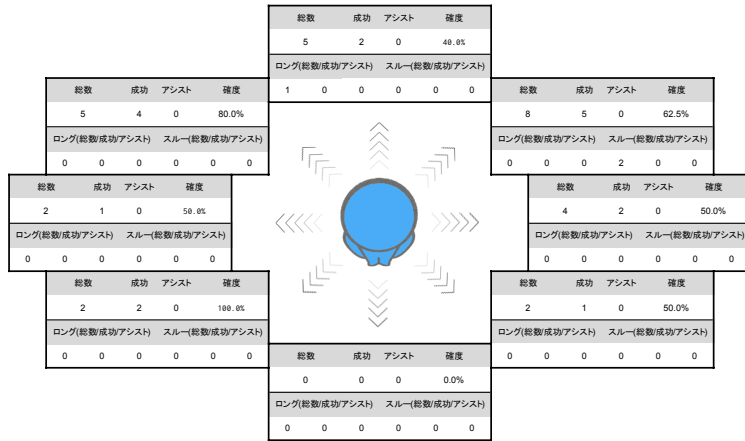 総数 成功 アシスト 確度
5 2 0 40.0%
ロング(総数/成功/アシスト) スルー(総数/成功/アシスト)
1 0 0 0 0 0
総数 成功 アシスト 確度
5 4 0 80.0%
ロング(総数/成功/アシスト) スルー(総数/成功/アシスト)
0 0 0 0 0 0
総数 成功 アシスト 確度
8 5 0 62.5%
ロング(総数/成功/アシスト) スルー(総数/成功/アシスト)
0 0 0 2 0 0
総数 成功 アシスト 確度
2 1 0 50.0%
ロング(総数/成功/アシスト) スルー(総数/成功/アシスト)
0 0 0 0 0 0
総数 成功 アシスト 確度
4 2 0 50.0%
ロング(総数/成功/アシスト) スルー(総数/成功/アシスト)
0 0 0 0 0 0
総数 成功 アシスト 確度
2 2 0 100.0%
ロング(総数/成功/アシスト) スルー(総数/成功/アシスト)
0 0 0 0 0 0
総数 成功 アシスト 確度
2 1 0 50.0%
ロング(総数/成功/アシスト) スルー(総数/成功/アシスト)
0 0 0 0 0 0
総数 成功 アシスト 確度
0 0 0 0.0%
ロング(総数/成功/アシスト) スルー(総数/成功/アシスト)
0 0 0 0 0 0